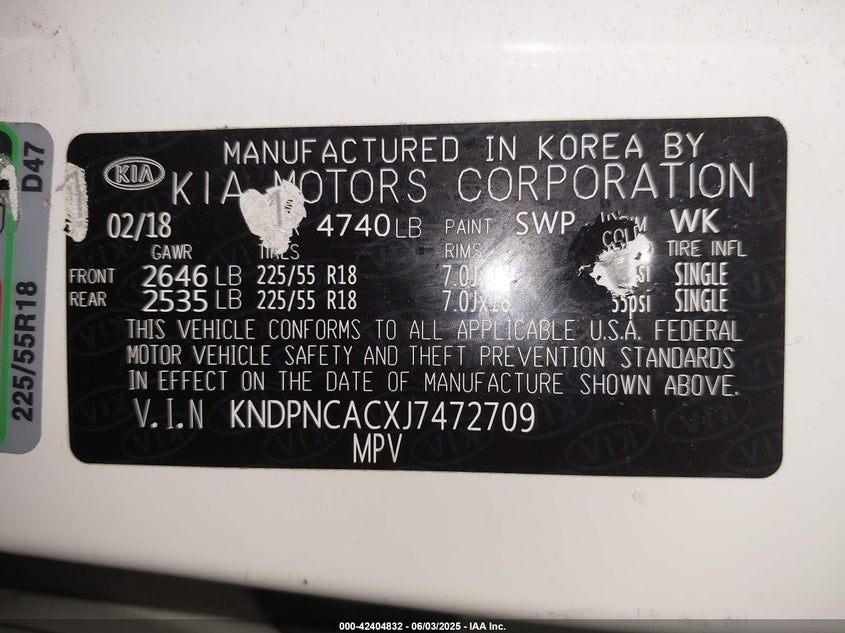 MANUFACTURED IN KOREA BY
KIA
KIA MOTORS CORPORATION
02/18 4740LB PAINT SWP WK
GAWR TIRES RIMS TIRE INFL
FRONT 2646 LB 225/55 R18 SINGLE
REAR 2535 LB 225/55 R18 7.0Jx18 SINGLE
THIS VEHICLE CONFORMS TO ALL APPLICABLE U.S.A. FEDERAL
MOTOR VEHICLE SAFETY AND THEFT PREVENTION STANDARDS
IN EFFECT ON THE DATE OF MANUFACTURE SHOWN ABOVE.
V.I.N KNDPNCACXJ7472709
MPV
D47
225/55R18
000-42404832 - 06/03/2025 - IAA Inc.